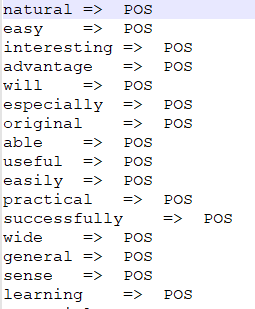 natural => POS
easy => POS
interesting => POS
advantage => POS
will => POS
especially => POS
original => POS
able => POS
useful => POS
easily => POS
practical => POS
successfully => POS
wide => POS
general => POS
sense => POS
learning => POS